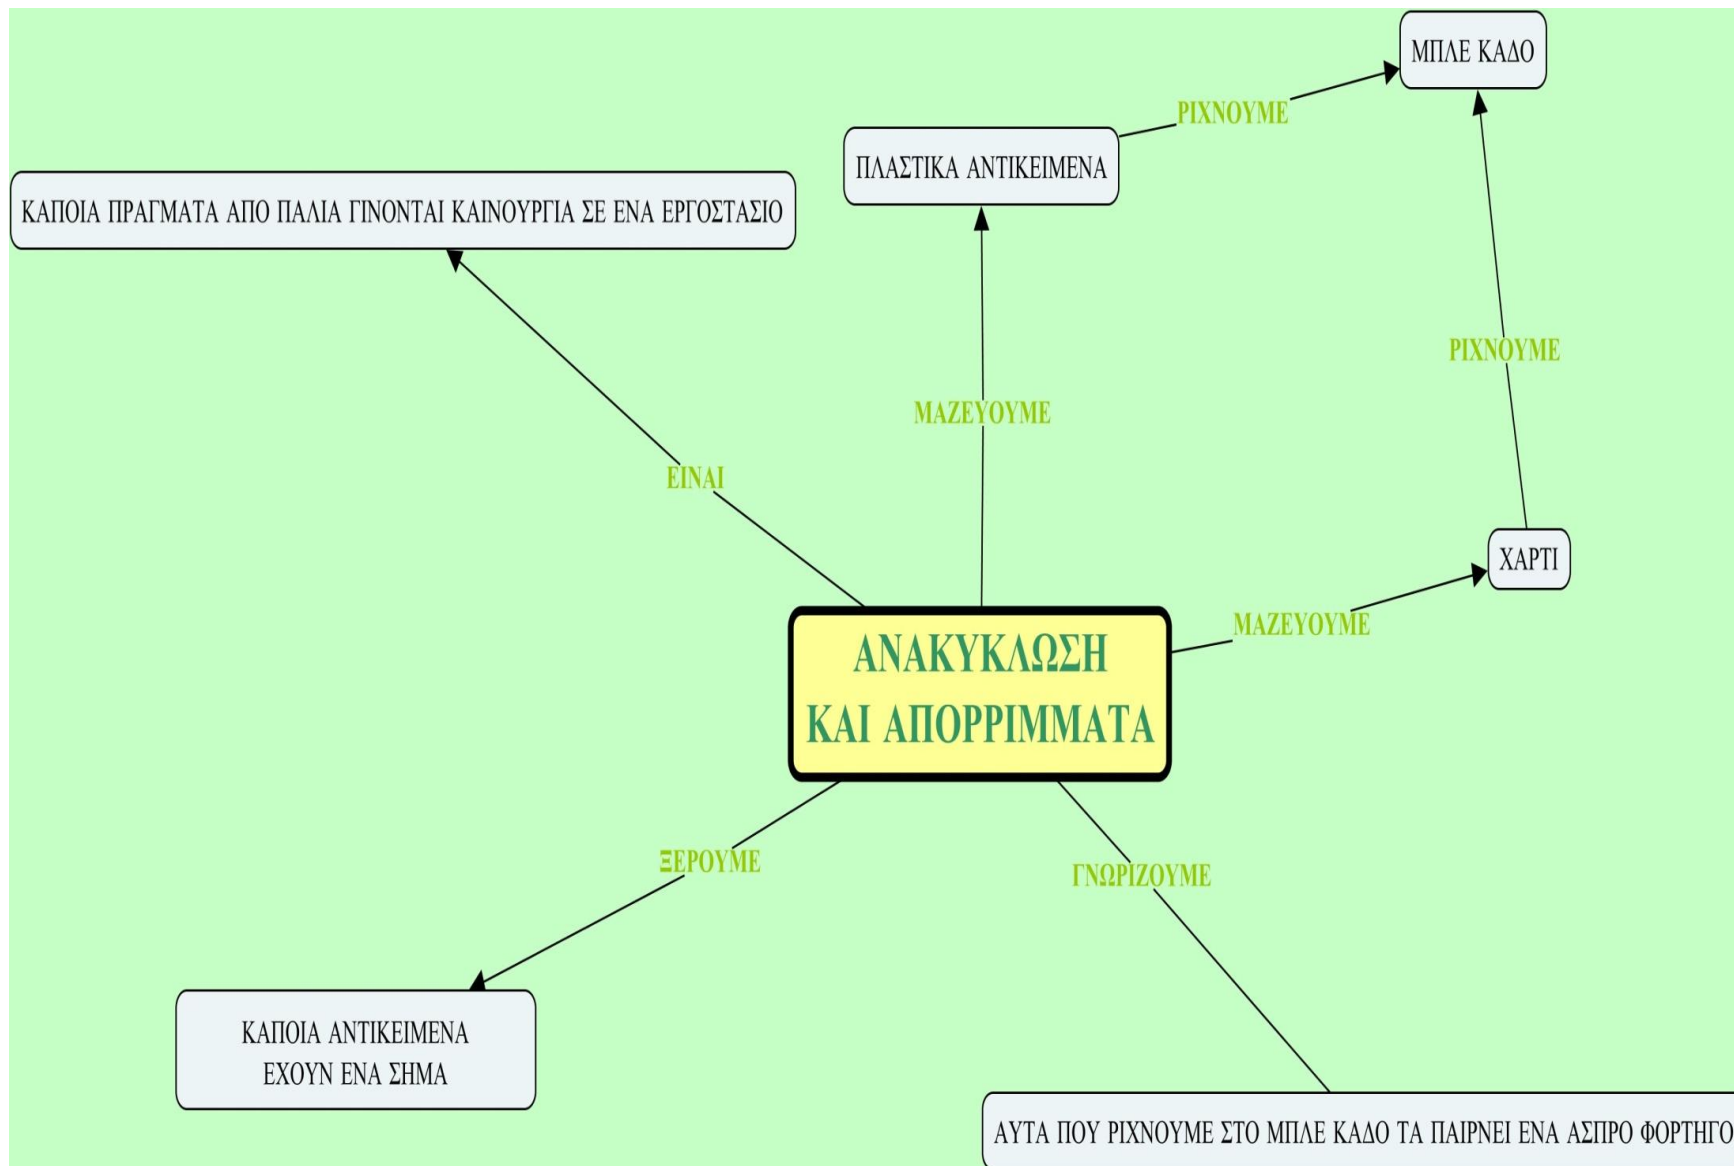 ΜΠΛΕ ΚΑΔΟ
ΡΙΧΝΟΥΜΕ
ΠΛΑΣΤΙΚΑ ΑΝΤΙΚΕΙΜΕΝΑ
ΚΑΠΟΙΑ ΠΡΑΓΜΑΤΑ ΑΠΟ ΠΑΛΙΑ ΓΙΝΟΝΤΑΙ ΚΑΙΝΟΥΡΓΙΑ ΣΕ ΕΝΑ ΕΡΓΟΣΤΑΣΙΟ
ΡΙΧΝΟΥΜΕ
ΜΑΖΕΥΟΥΜΕ
ΕΙΝΑΙ
ΧΑΡΤΙ
ΜΑΖΕΥΟΥΜΕ
ΑΝΑΚΥΚΛΩΣΗ
ΚΑΙ ΑΠΟΡΡΙΜΜΑΤΑ
ΞΕΡΟΥΜΕ
ΓΝΩΡΙΖΟΥΜΕ
ΚΑΠΟΙΑ ΑΝΤΙΚΕΙΜΕΝΑ
ΕΧΟΥΝ ΕΝΑ ΣΗΜΑ
ΑΥΤΑ ΠΟΥ ΡΙΧΝΟΥΜΕ ΣΤΟ ΜΠΛΕ ΚΑΔΟ ΤΑ ΠΑΙΡΝΕΙ ΕΝΑ ΑΣΠΡΟ ΦΟΡΤΗΓΟ